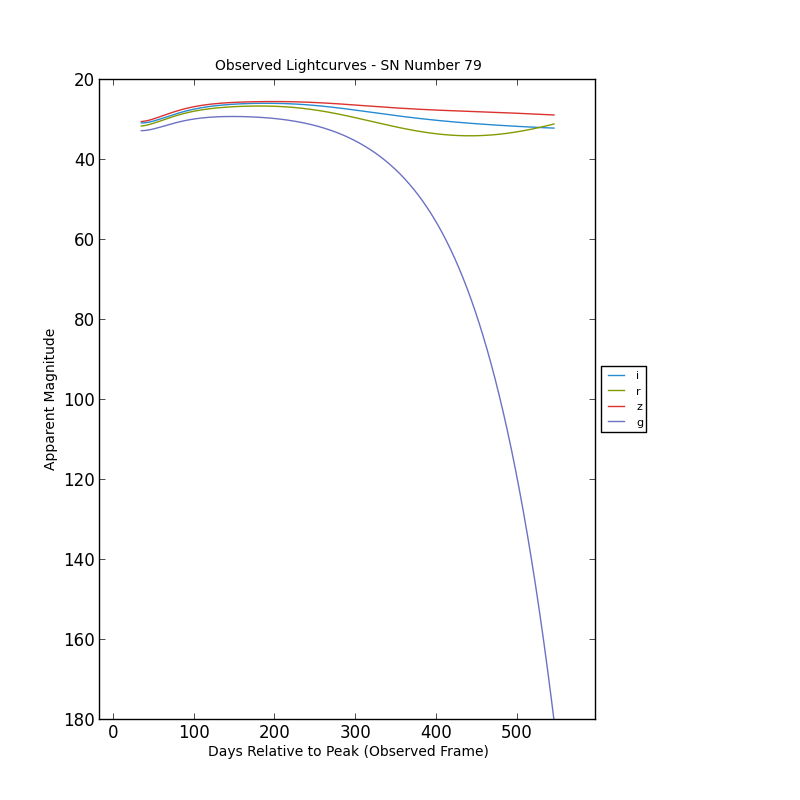 Observed Lightcurves - SN Number 79
20
40
60
80
100
120
140
160
180
Apparent Magnitude
0 100 200 300 400 500
Days Relative to Peak (Observed Frame)
i
r
z
g